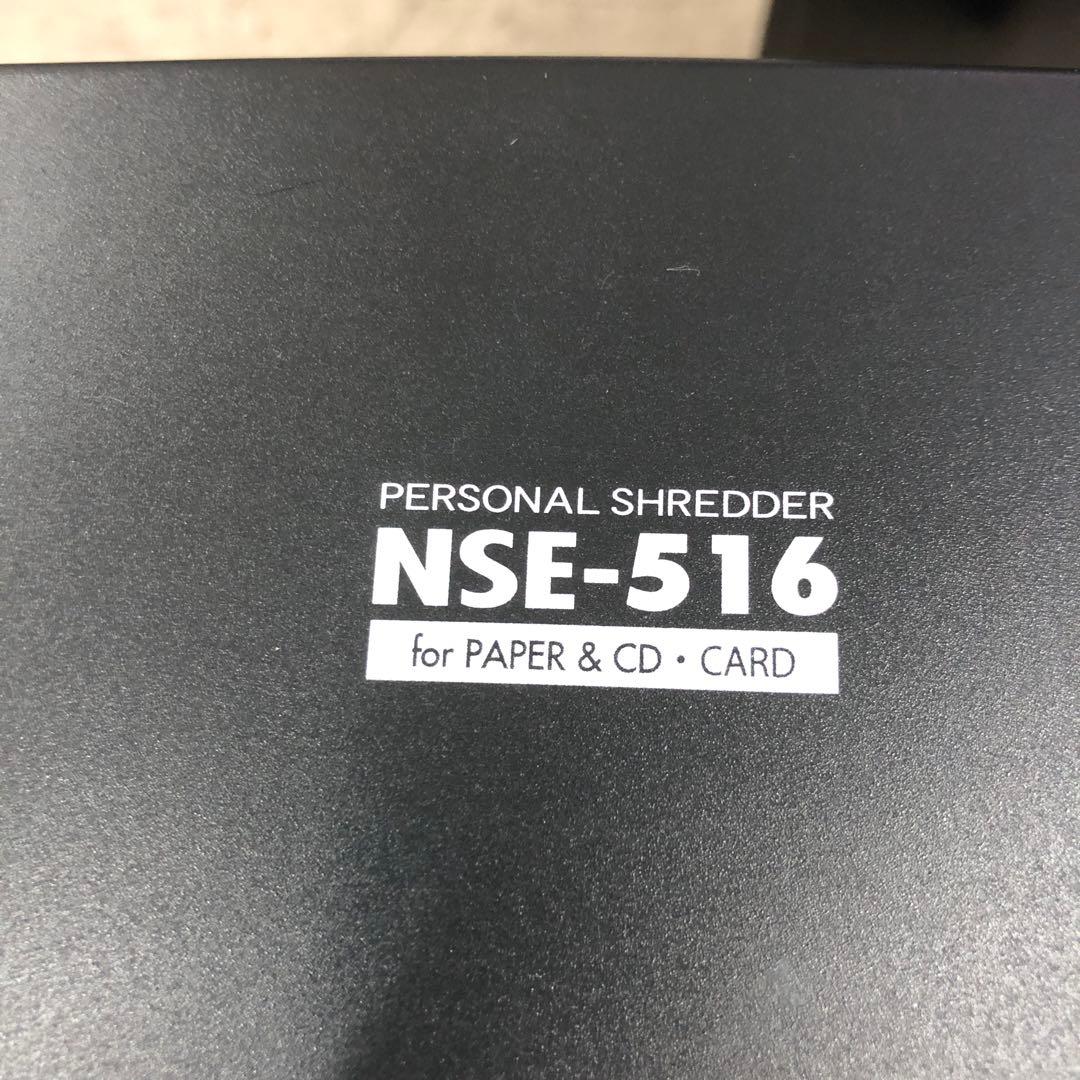 PERSONAL SHREDDER
NSE-516
for PAPER & CD・CARD